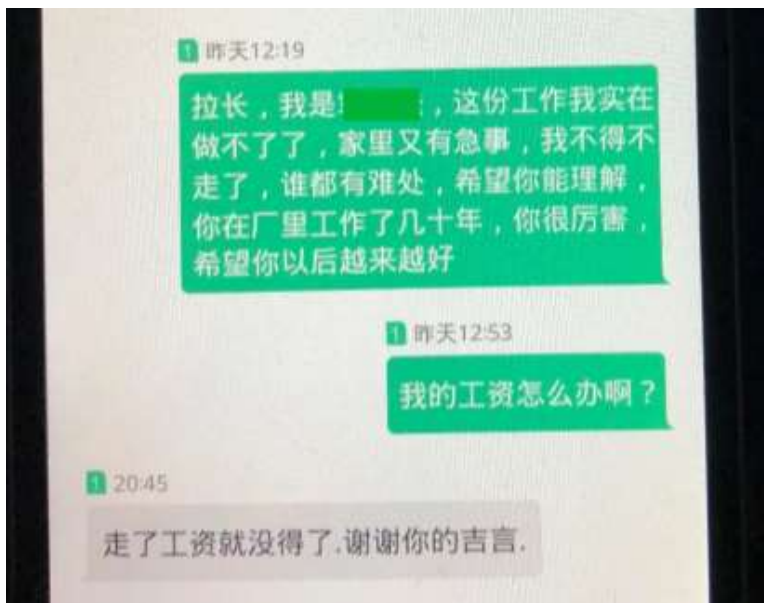 1 昨天12:19
拉长，我是，这份工作我实在
做不了了，家里又有急事，我不得不
走了，谁都有难处，希望你能理解，
你在厂里工作了几十年，你很厉害，
希望你以后越来越好
1 昨天12:53
我的工资怎么办啊？
1 20:45
走了工资就没得了.谢谢你的吉言.